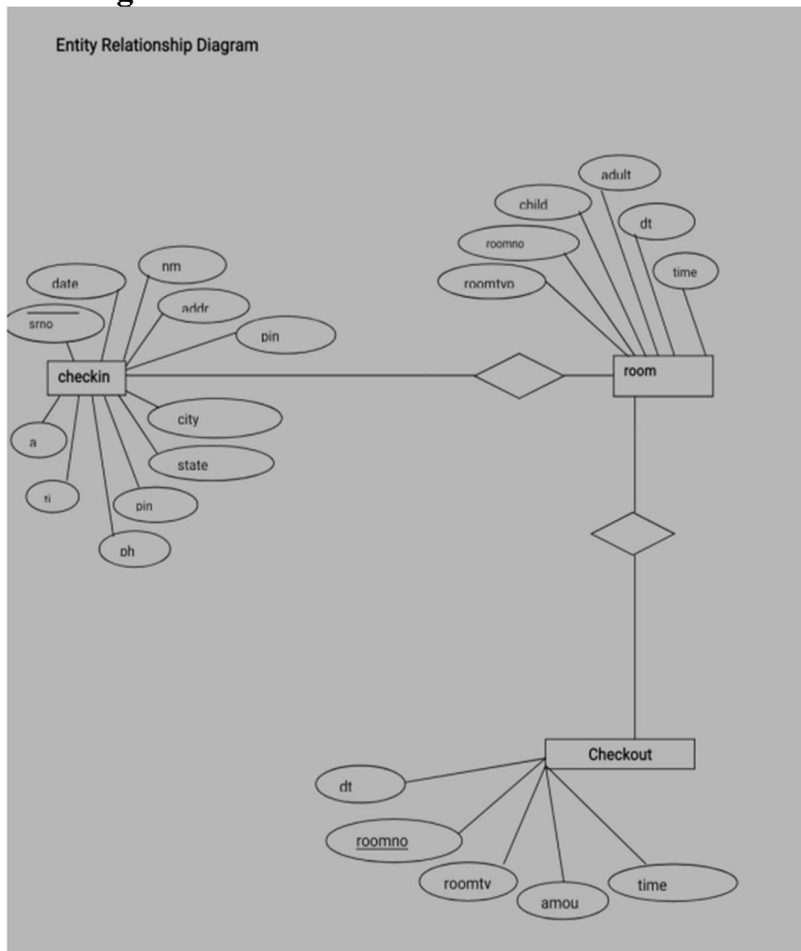 Entity Relationship Diagram
adult
child
dt
roomno
time
roomtyp
nm
date
addr
srno
pin
room
checkin
city
a
state
ti
pin
ph
Checkout
dt
roomno
roomty
time
amou